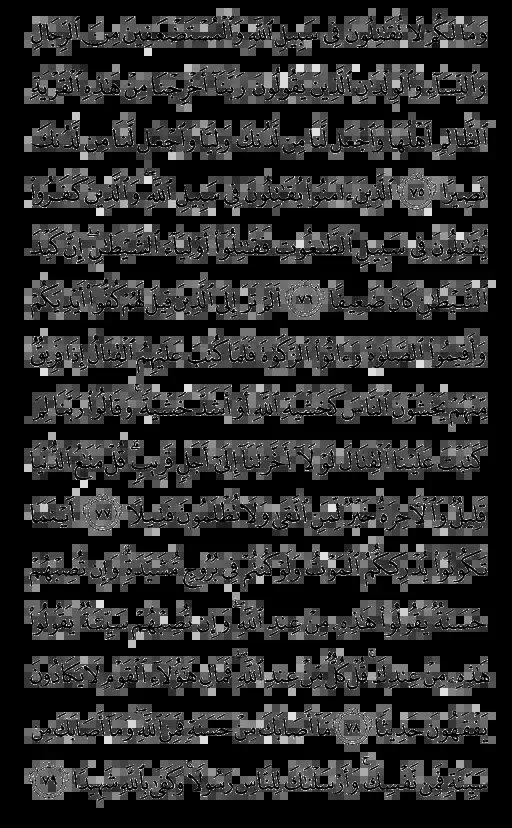 وَمَا لَكُمْ لَا تُقَٰتِلُونَ فِى سَبِيلِ ٱللَّهِ وَٱلْمُسْتَضْعَفِينَ مِنَ ٱلرِّجَالِ
وَٱلنِّسَآءِ وَٱلْوِلْدَٰنِ ٱلَّذِينَ يَقُولُونَ رَبَّنَآ أَخْرِجْنَا مِنْ هَٰذِهِ ٱلْقَرْيَةِ
ٱلظَّالِمِ أَهْلُهَا وَٱجْعَل لَّنَا مِن لَّدُنكَ وَلِيًّا وَٱجْعَل لَّنَا مِن لَّدُنكَ
نَصِيرًا ٧٥ ٱلَّذِينَ ءَامَنُوا۟ يُقَٰتِلُونَ فِى سَبِيلِ ٱللَّهِ وَٱلَّذِينَ كَفَرُوا۟
يُقَٰتِلُونَ فِى سَبِيلِ ٱلطَّٰغُوتِ فَقَٰتِلُوٓا۟ أَوْلِيَآءَ ٱلشَّيْطَٰنِ إِنَّ كَيْدَ
ٱلشَّيْطَٰنِ كَانَ ضَعِيفًا ٧٦ أَلَمْ تَرَ إِلَى ٱلَّذِينَ قِيلَ لَهُمْ كُفُّوٓا۟ أَيْدِيَكُمْ
وَأَقِيمُوا۟ ٱلصَّلَوٰةَ وَءَاتُوا۟ ٱلزَّكَوٰةَ فَلَمَّا كُتِبَ عَلَيْهِمُ ٱلْقِتَالُ إِذَا فَرِيقٌ
مِّنْهُمْ يَخْشَوْنَ ٱلنَّاسَ كَخَشْيَةِ ٱللَّهِ أَوْ أَشَدَّ خَشْيَةً وَقَالُوا۟ رَبَّنَا لِمَ
كَتَبْتَ عَلَيْنَا ٱلْقِتَالَ لَوْلَآ أَخَّرْتَنَآ إِلَىٰٓ أَجَلٍ قَرِيبٍ قُلْ مَتَٰعُ ٱلدُّنْيَا
قَلِيلٌ وَٱلْءَاخِرَةُ خَيْرٌ لِّمَنِ ٱتَّقَىٰ وَلَا تُظْلَمُونَ فَتِيلًا ٧٧ أَيْنَمَا
تَكُونُوا۟ يُدْرِككُّمُ ٱلْمَوْتُ وَلَوْ كُنتُمْ فِى بُرُوجٍ مُّشَيَّدَةٍ وَإِن تُصِبْهُمْ
حَسَنَةٌ يَقُولُوا۟ هَٰذِهِۦ مِنْ عِندِ ٱللَّهِ وَإِن تُصِبْهُمْ سَيِّئَةٌ يَقُولُوا۟
هَٰذِهِۦ مِنْ عِندِكَ قُلْ كُلٌّ مِّنْ عِندِ ٱللَّهِ فَمَالِ هَٰٓؤُلَآءِ ٱلْقَوْمِ لَا يَكَادُونَ
يَفْقَهُونَ حَدِيثًا ٧٨ مَّآ أَصَابَكَ مِنْ حَسَنَةٍ فَمِنَ ٱللَّهِ وَمَآ أَصَابَكَ مِن
سَيِّئَةٍ فَمِن نَّفْسِكَ وَأَرْسَلْنَٰكَ لِلنَّاسِ رَسُولًا وَكَفَىٰ بِٱللَّهِ شَهِيدًا ٧٩